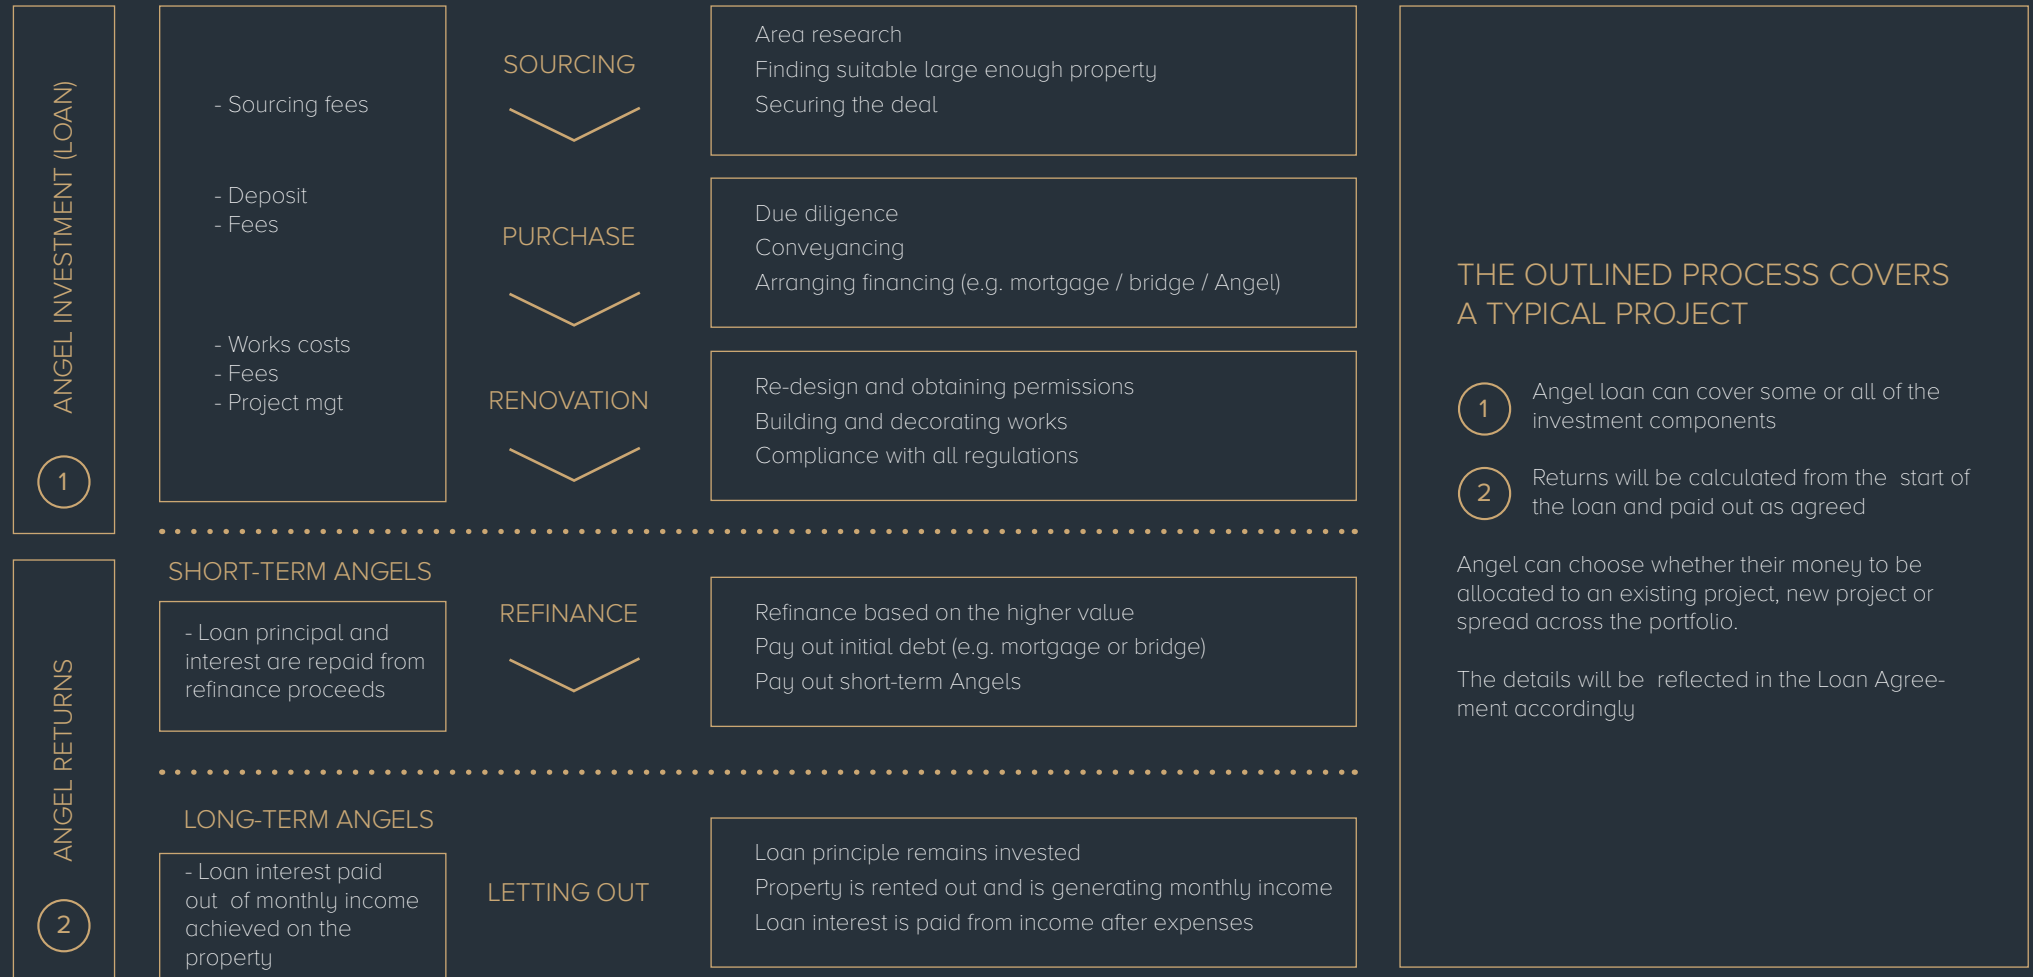 ANGEL INVESTMENT (LOAN)
1
- Sourcing fees
- Deposit
- Fees
- Works costs
- Fees
- Project mgt
SOURCING
Area research
Finding suitable large enough property
Securing the deal
PURCHASE
Due diligence
Conveyancing
Arranging financing (e.g. mortgage / bridge / Angel)
RENOVATION
Re-design and obtaining permissions
Building and decorating works
Compliance with all regulations
ANGEL RETURNS
2
SHORT-TERM ANGELS
- Loan principal and
interest are repaid from
refinance proceeds
REFINANCE
Refinance based on the higher value
Pay out initial debt (e.g. mortgage or bridge)
Pay out short-term Angels
LONG-TERM ANGELS
- Loan interest paid
out of monthly income
achieved on the
property
LETTING OUT
Loan principle remains invested
Property is rented out and is generating monthly income
Loan interest is paid from income after expenses
THE OUTLINED PROCESS COVERS
A TYPICAL PROJECT
1
Angel loan can cover some or all of the
investment components
2
Returns will be calculated from the start of
the loan and paid out as agreed
Angel can choose whether their money to be
allocated to an existing project, new project or
spread across the portfolio.
The details will be reflected in the Loan Agree-
ment accordingly